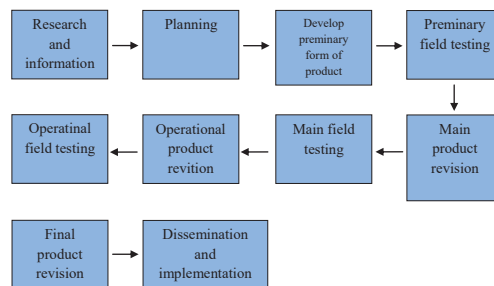 Research
and
information
Planning
Develop
preminary
form of
product
Preminary
field testing
Operatinal
field testing
Operational
product
revition
Main field
testing
Main
product
revision
Final
product
revision
Dissemination
and
implementation